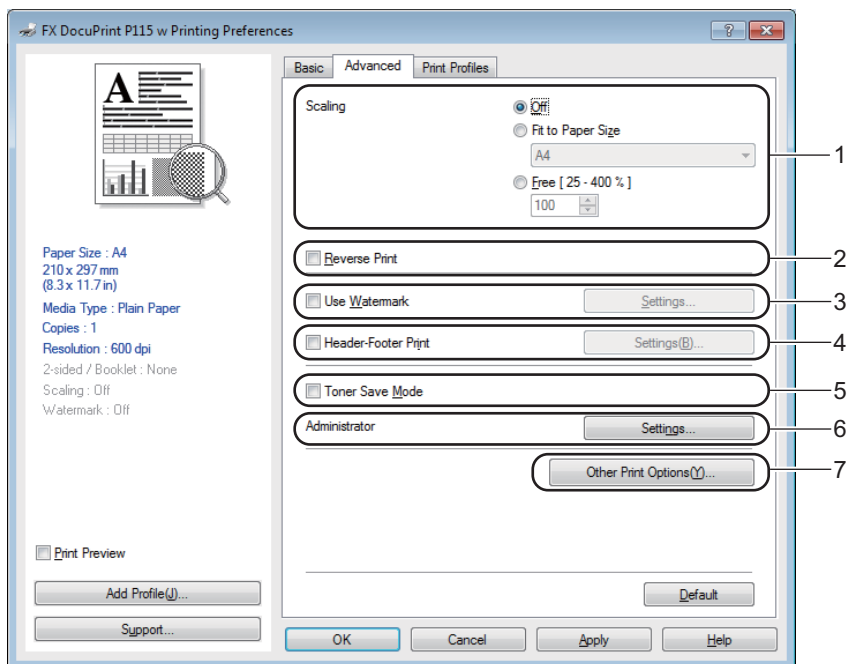 FX DocuPrint P115 w Printing Preferences
?
Basic
Advanced
Print Profiles
A
Scaling
Off
Fit to Paper Size
A4
Free [ 25 - 400 % ]
100
1
Reverse Print
2
Use Watermark
Settings...
3
Header-Footer Print
Settings(B)...
4
Toner Save Mode
5
Administrator
Settings...
6
Other Print Options(Y)...
7
Paper Size : A4
210 x 297 mm
(8.3 x 11.7 in)
Media Type : Plain Paper
Copies : 1
Resolution : 600 dpi
2-sided / Booklet : None
Scaling : Off
Watermark : Off
Print Preview
Add Profile(J)...
Support...
Default
OK
Cancel
Apply
Help